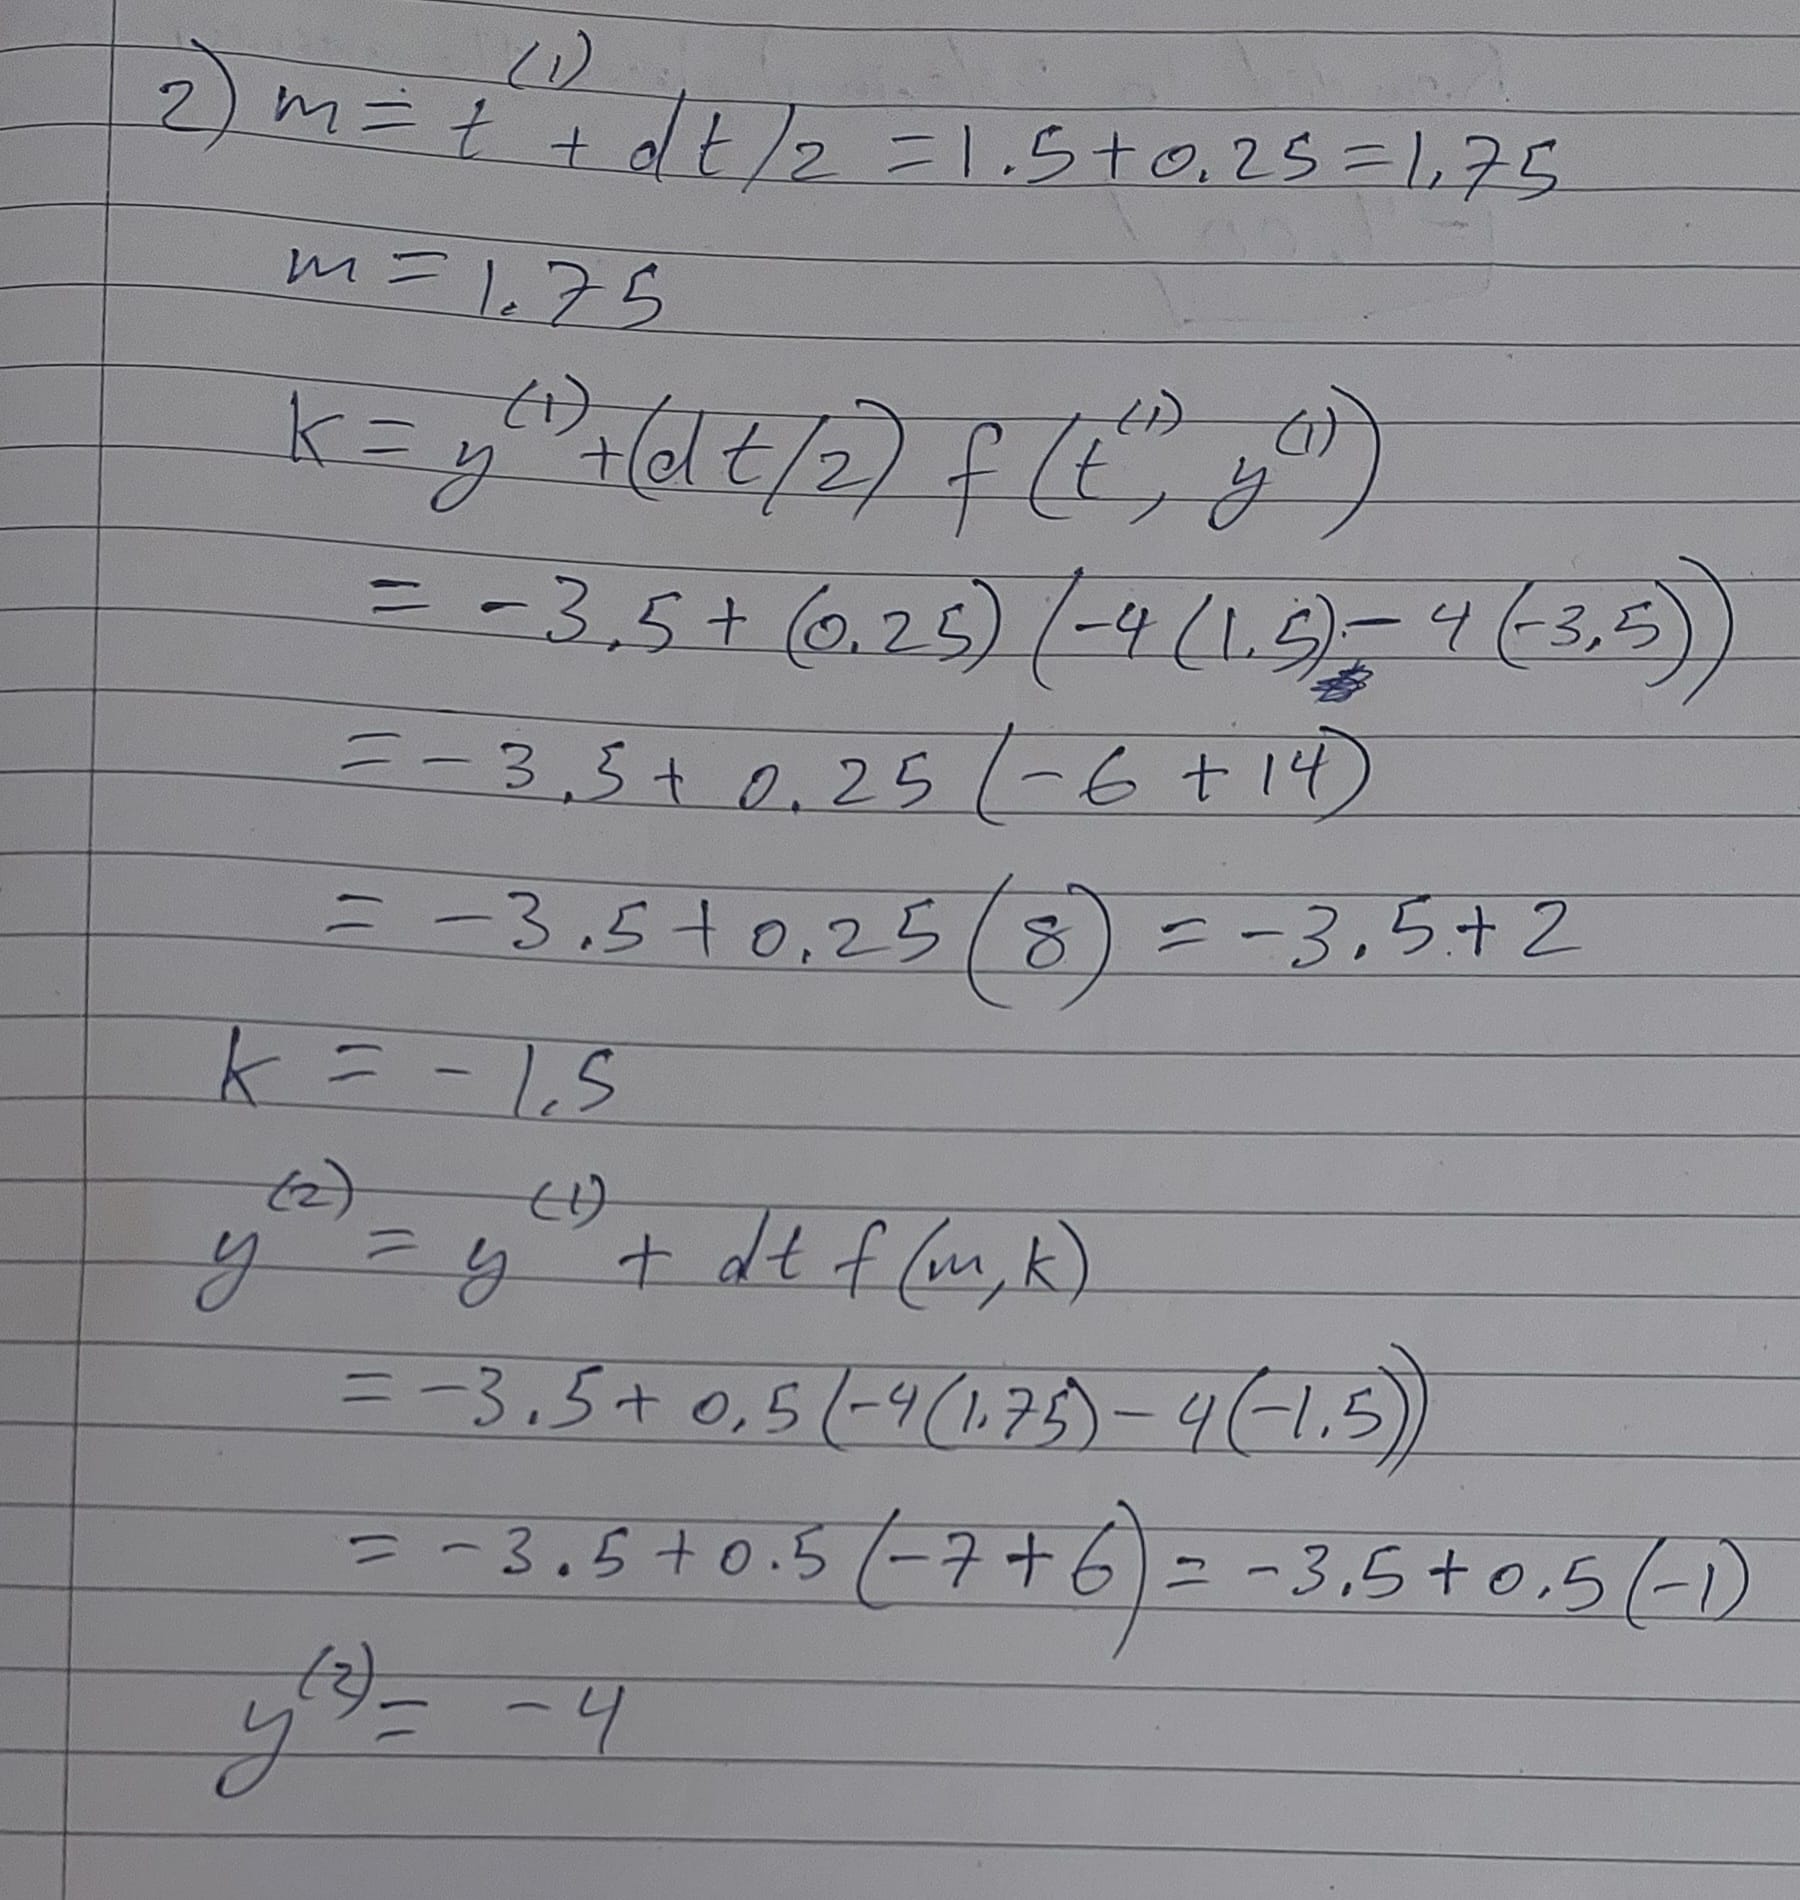 2) m = t^(1) + dt/2 = 1.5 + 0.25 = 1.75
m = 1.75
k = y^(1) + (dt/2) f(t^(1), y^(1))
= -3.5 + (0.25) (-4(1.5) - 4(-3.5))
= -3.5 + 0.25 (-6 + 14)
= -3.5 + 0.25 (8) = -3.5 + 2
k = -1.5
y^(2) = y^(1) + dt f(m, k)
= -3.5 + 0.5 (-4(1.75) - 4(-1.5))
= -3.5 + 0.5 (-7 + 6) = -3.5 + 0.5 (-1)
y^(2) = -4